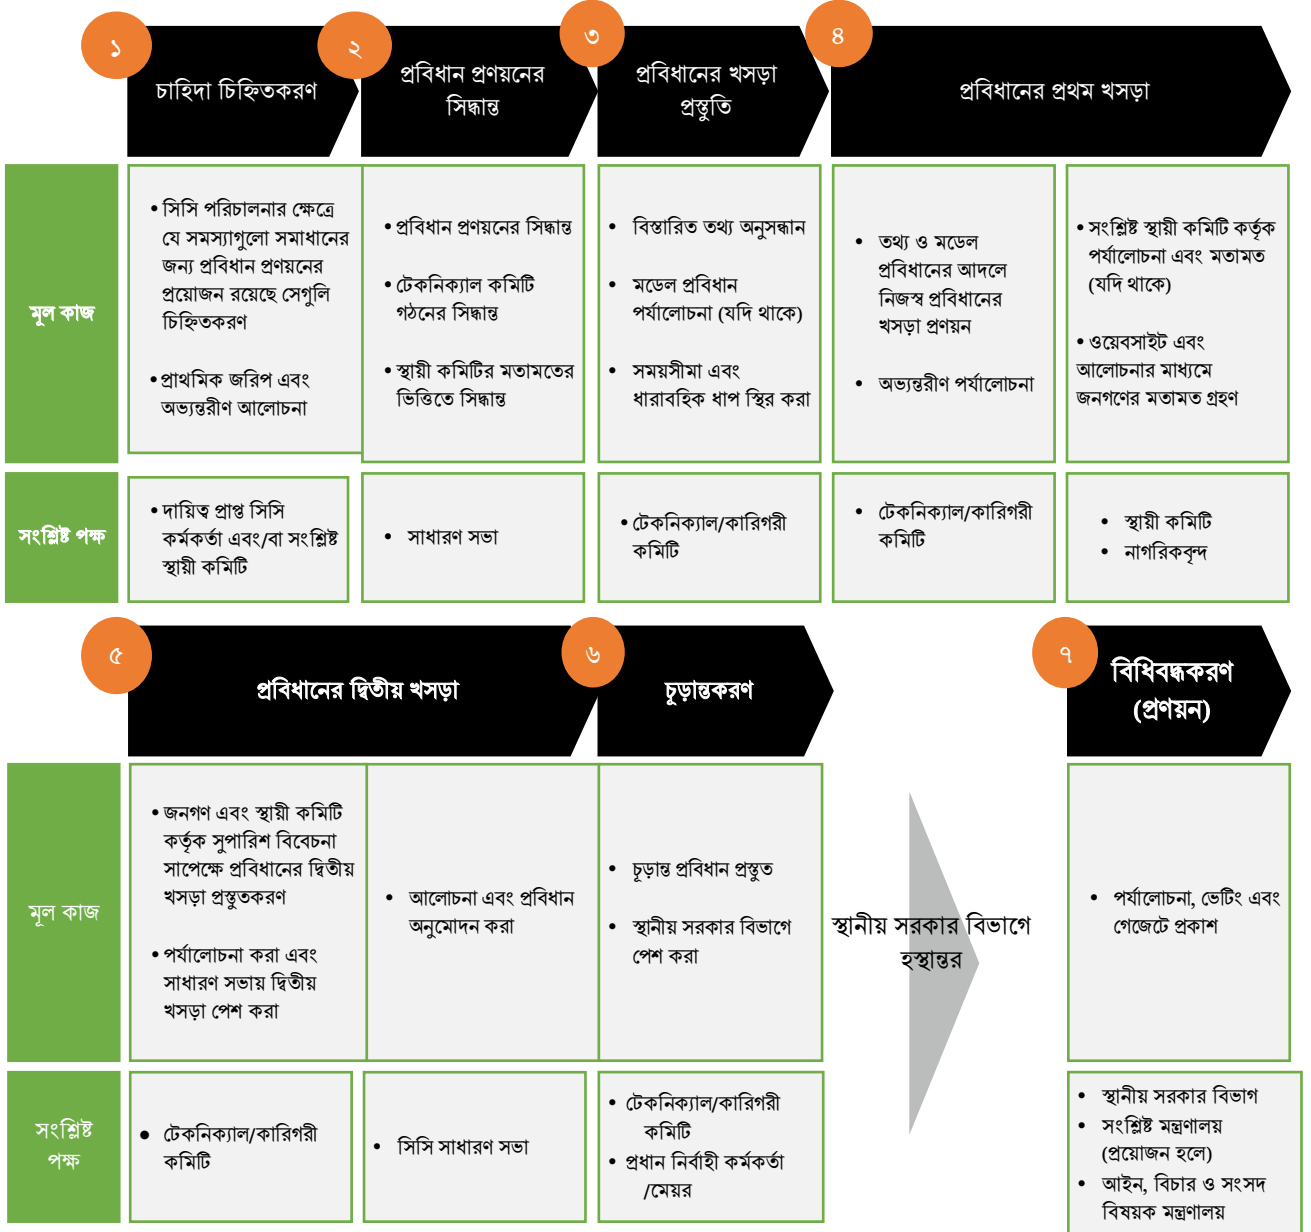 ১
চাহিদা চিহ্নিতকরণ
২
প্রবিধান প্রণয়নের
সিদ্ধান্ত
৩
প্রবিধানের খসড়া
প্রস্তুতি
৪
প্রবিধানের প্রথম খসড়া
মূল কাজ
• সিসি পরিচালনার ক্ষেত্রে
যে সমস্যাগুলো সমাধানের
জন্য প্রবিধান প্রণয়নের
প্রয়োজন রয়েছে সেগুলি
চিহ্নিতকরণ
• প্রাথমিক জরিপ এবং
অভ্যন্তরীণ আলোচনা
• প্রবিধান প্রণয়নের সিদ্ধান্ত
• টেকনিক্যাল কমিটি
গঠনের সিদ্ধান্ত
• স্থায়ী কমিটির মতামতের
ভিত্তিতে সিদ্ধান্ত
• বিস্তারিত তথ্য অনুসন্ধান
• মডেল প্রবিধান
পর্যালোচনা (যদি থাকে)
• সময়সীমা এবং
ধারাবহিক ধাপ স্থির করা
• তথ্য ও মডেল
প্রবিধানের আদলে
নিজস্ব প্রবিধানের
খসড়া প্রণয়ন
• অভ্যন্তরীণ পর্যালোচনা
• সংশ্লিষ্ট স্থায়ী কমিটি কর্তৃক
পর্যালোচনা এবং মতামত
(যদি থাকে)
• ওয়েবসাইট এবং
আলোচনার মাধ্যমে
জনগণের মতামত গ্রহণ
সংশ্লিষ্ট পক্ষ
• দায়িত্ব প্রাপ্ত সিসি
কর্মকর্তা এবং/বা সংশ্লিষ্ট
স্থায়ী কমিটি
• সাধারণ সভা
• টেকনিক্যাল/কারিগরী
কমিটি
• টেকনিক্যাল/কারিগরী
কমিটি
• স্থায়ী কমিটি
• নাগরিকবৃন্দ
৫
প্রবিধানের দ্বিতীয় খসড়া
৬
চূড়ান্তকরণ
৭
বিধিবদ্ধকরণ
(প্রণয়ন)
মূল কাজ
• জনগণ এবং স্থায়ী কমিটি
কর্তৃক সুপারিশ বিবেচনা
সাপেক্ষে প্রবিধানের দ্বিতীয়
খসড়া প্রস্তুতকরণ
• পর্যালোচনা করা এবং
সাধারণ সভায় দ্বিতীয়
খসড়া পেশ করা
• আলোচনা এবং প্রবিধান
অনুমোদন করা
• চূড়ান্ত প্রবিধান প্রস্তুত
• স্থানীয় সরকার বিভাগে
পেশ করা
স্থানীয় সরকার বিভাগে
হস্থান্তর
• পর্যালোচনা, ভেটিং এবং
গেজেটে প্রকাশ
সংশ্লিষ্ট
পক্ষ
• টেকনিক্যাল/কারিগরী
কমিটি
• সিসি সাধারণ সভা
• টেকনিক্যাল/কারিগরী
কমিটি
• প্রধান নির্বাহী কর্মকর্তা
/মেয়র
• স্থানীয় সরকার বিভাগ
• সংশ্লিষ্ট মন্ত্রণালয়
(প্রয়োজন হলে)
• আইন, বিচার ও সংসদ
বিষয়ক মন্ত্রণালয়